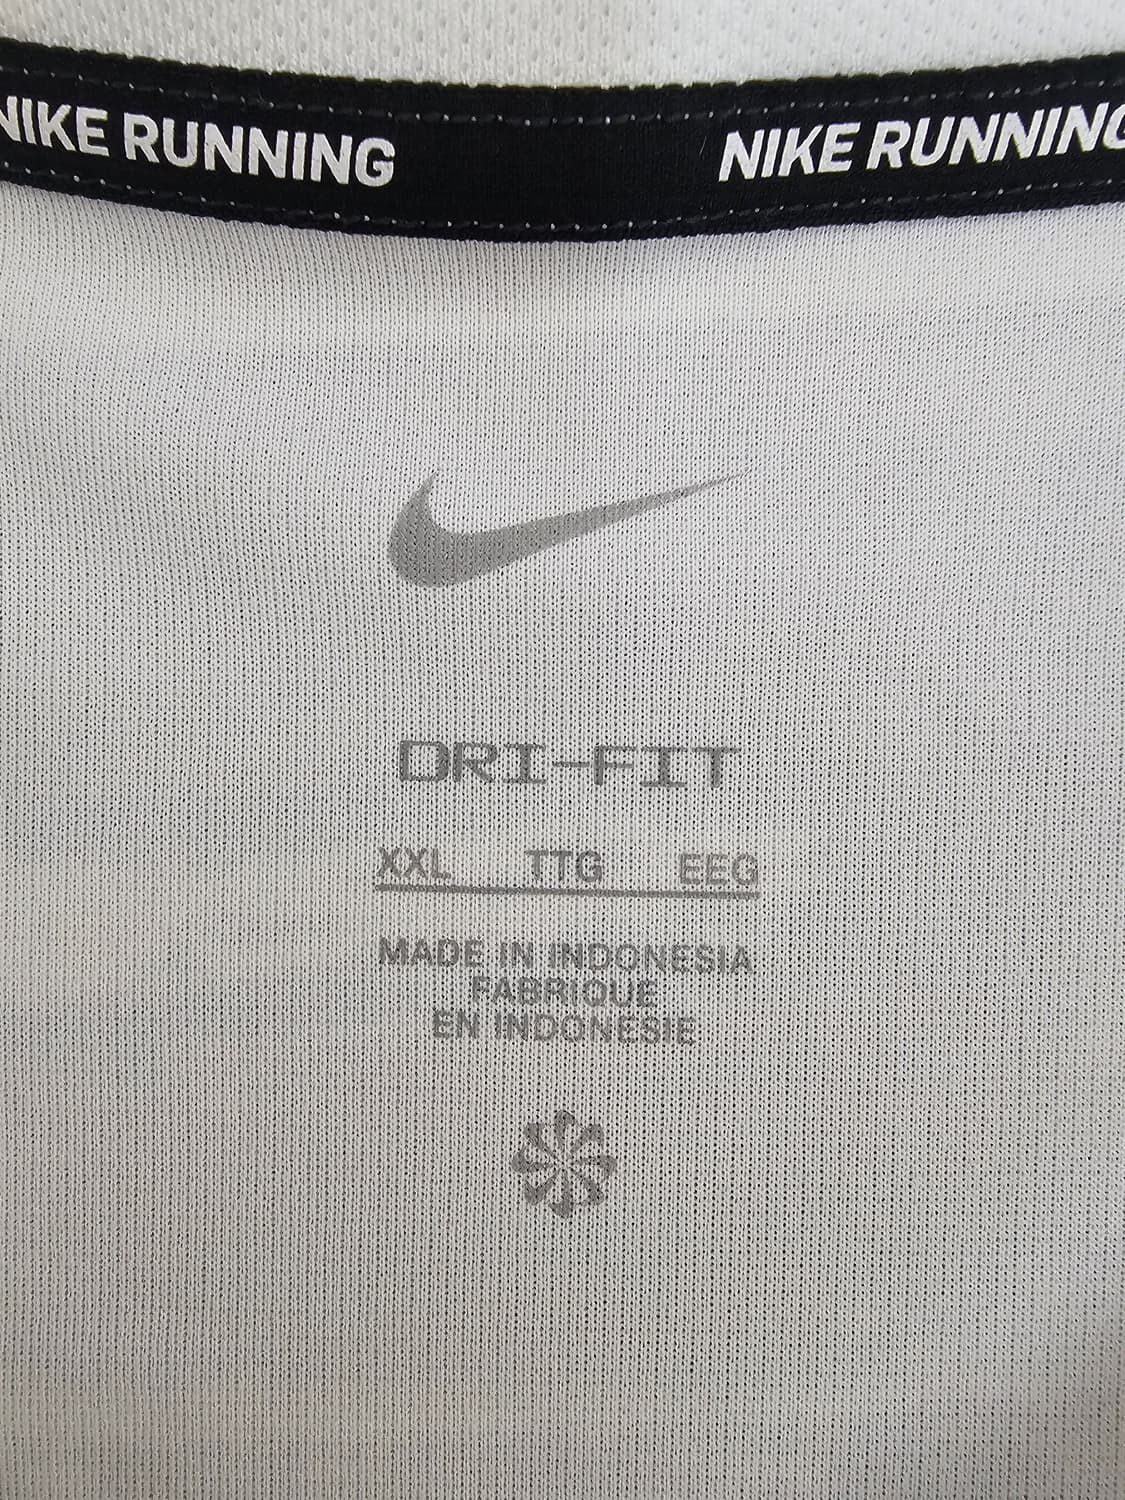 NIKE RUNNING NIKE RUNNING
DRI-FIT
XXL TTG EEG
MADE IN INDONESIA
FABRIQUE
EN INDONESIE